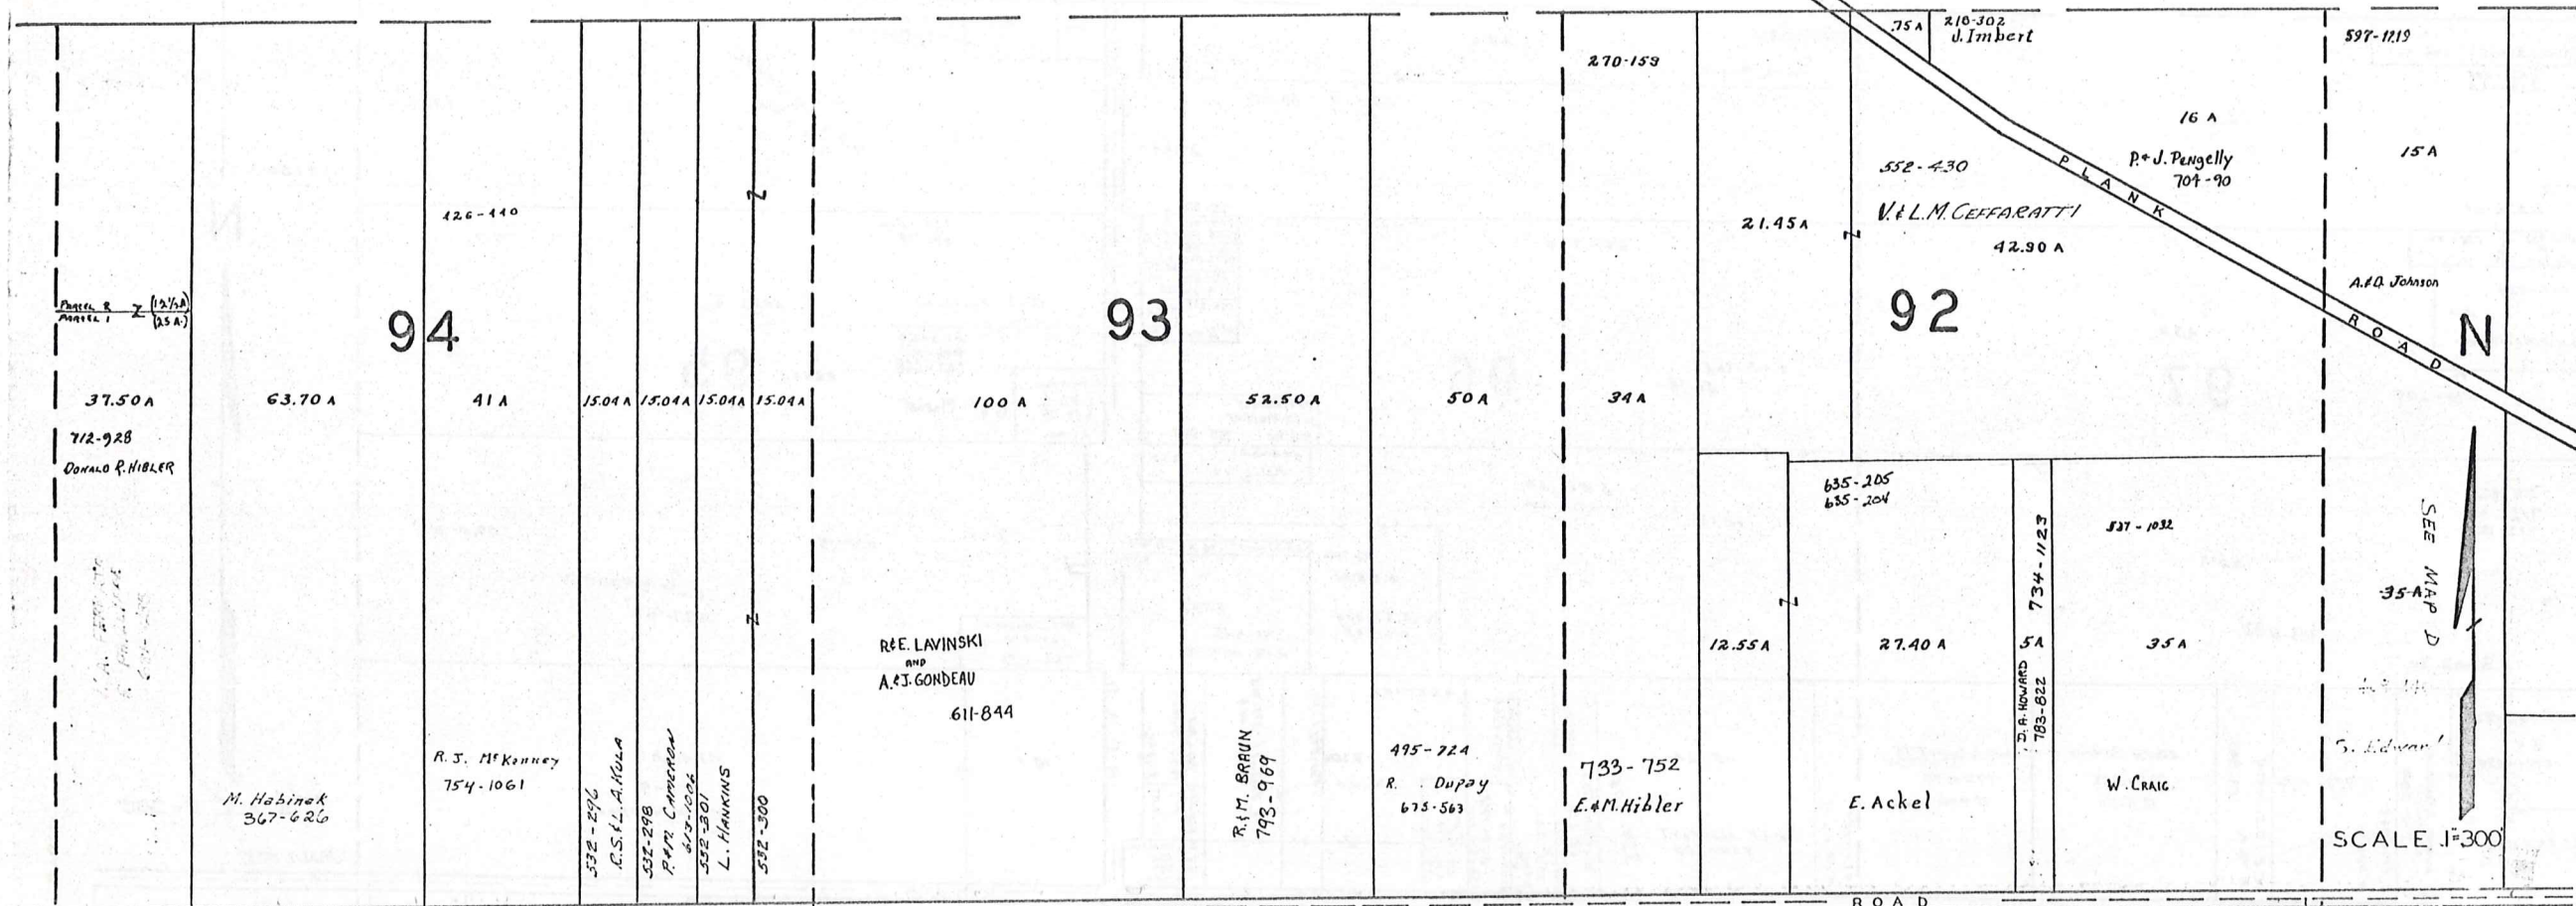 PARCEL 2
PARCEL 1
Z (12½A)
(25 A.)
37.50 A
712-928
DONALD R. HIBLER
94
63.70 A
M. Habinek
367-626
126-440
41 A
R. J. McKenney
754-1061
15.04 A
532-296
R.S. & L.A. KULA
15.04 A
532-298
P & M CAMERON
15.04 A
532-301
L. HANKINS
Z
15.04 A
Z
532-300
93
100 A
R & E. LAVINSKI
AND
A. & J. GONDEAU
611-844
52.50 A
R. & M. BRAUN
793-969
50 A
495-724
R. Dupay
675-563
270-159
34 A
733-752
E. & M. Hibler
21.45 A
Z
.75 A
210-302
J. Imbert
552-430
V. & L.M. CEFFARATTI
42.90 A
92
16 A
P. & J. Pengelly
704-90
PLANK
ROAD
597-1219
15 A
A. & D. Johnson
12.55 A
Z
635-205
635-204
27.40 A
E. Ackel
734-1123
5 A
D. A. HOWARD
783-822
537-1032
35 A
W. CRAIG
35 A
S. Edward
N
SEE MAP D
SCALE 1"=300'
ROAD